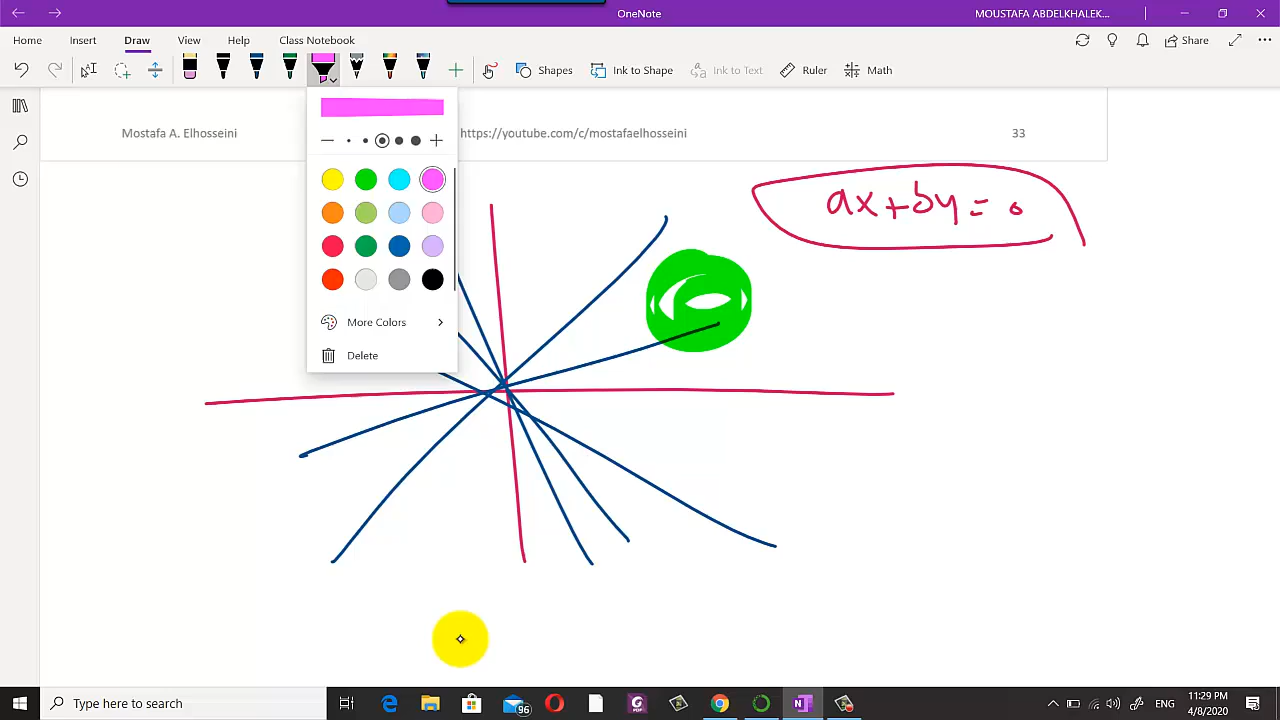 OneNote
MOUSTAFA ABDELKHALEK...
Home Insert Draw View Help Class Notebook
Share
Shapes Ink to Shape Ink to Text Ruler Math
Mostafa A. Elhosseini https://youtube.com/c/mostafaelhosseini 33
ax+by=0
More Colors
Delete
Type here to search
96
PDF
11:29 PM
4/8/2020